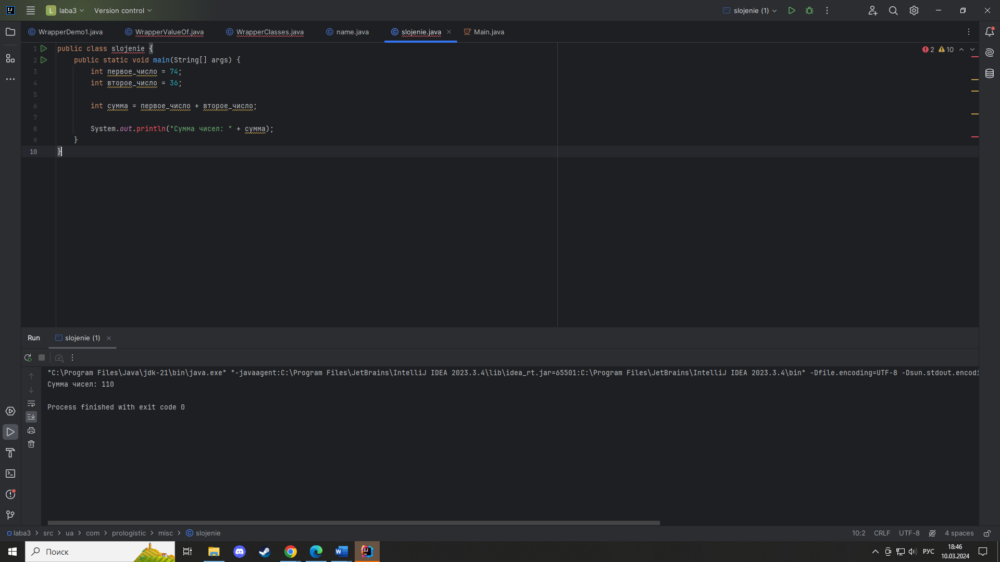 L laba3 Version control slojenie (1)
WrapperDemo1.java WrapperValueOf.java WrapperClasses.java name.java slojenie.java Main.java
1 public class slojenie { 2 10
2 public static void main(String[] args) {
3 int первое_число = 74;
4 int второе_число = 36;
5
6 int сумма = первое_число + второе_число;
7
8 System.out.println("Сумма чисел: " + сумма);
9 }
10 }
Run slojenie (1)
"C:\Program Files\Java\jdk-21\bin\java.exe" "-javaagent:C:\Program Files\JetBrains\IntelliJ IDEA 2023.3.4\lib\idea_rt.jar=65501:C:\Program Files\JetBrains\IntelliJ IDEA 2023.3.4\bin" -Dfile.encoding=UTF-8 -Dsun.stdout.encodi
Сумма чисел: 110
Process finished with exit code 0
laba3 > src > ua > com > prologistic > misc > slojenie 10:2 CRLF UTF-8 4 spaces
Поиск РУС 18:46
10.03.2024